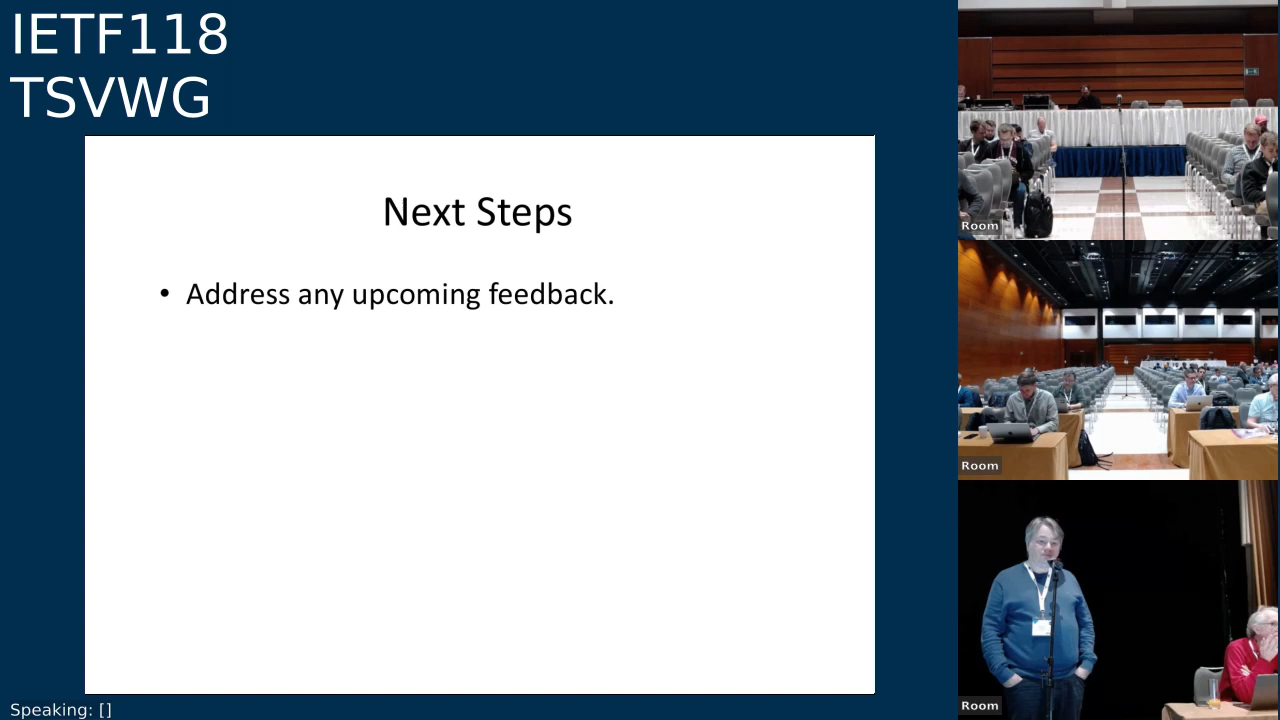 IETF118
TSVWG
Next Steps
• Address any upcoming feedback.
Room
Room
Room
Speaking: []